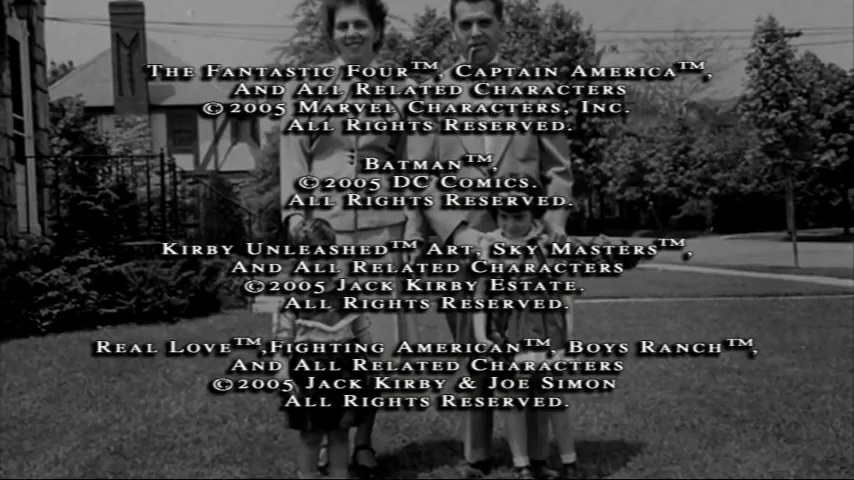 The Fantastic Four™, Captain America™,
And All Related Characters
©2005 Marvel Characters, Inc.
All Rights Reserved.
Batman™,
©2005 DC Comics.
All Rights Reserved.
Kirby Unleashed™ Art, Sky Masters™,
And All Related Characters
©2005 Jack Kirby Estate.
All Rights Reserved.
Real Love™,Fighting American™, Boys Ranch™,
And All Related Characters
©2005 Jack Kirby & Joe Simon
All Rights Reserved.